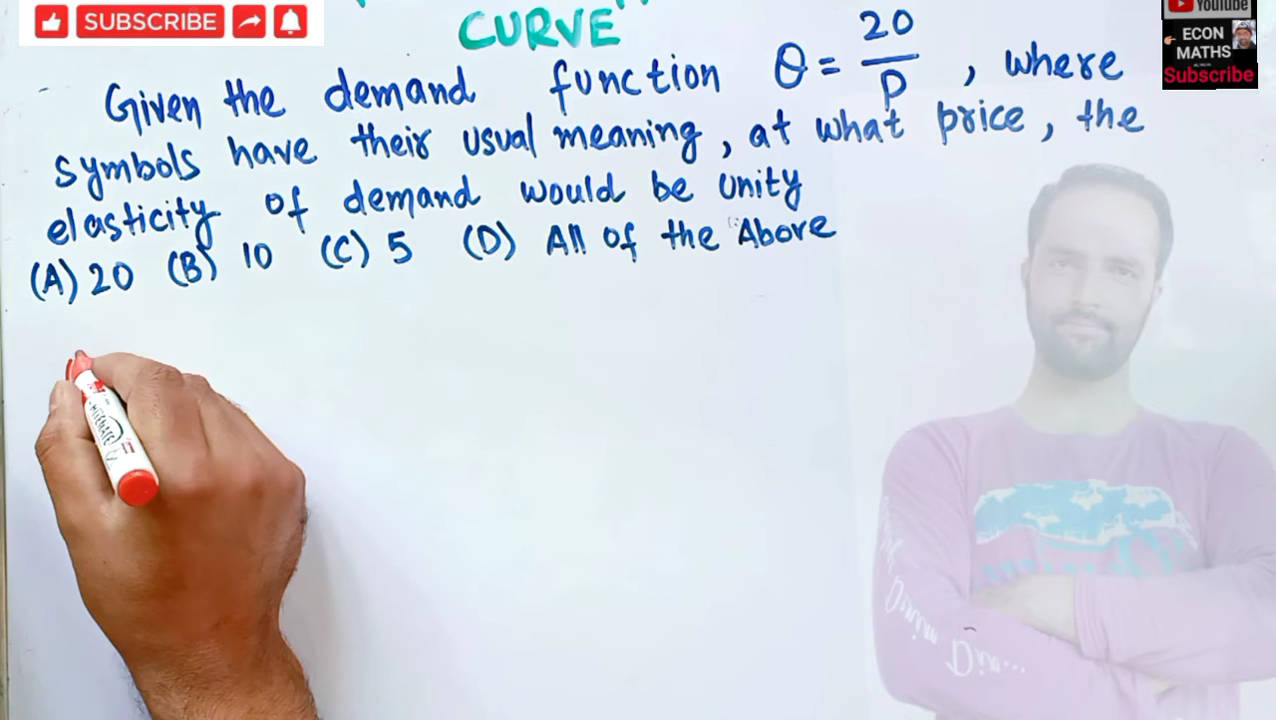 SUBSCRIBE
YouTube
ECON
MATHS
Subscribe
CURVE"
Given the demand function Q = 20/P , where
symbols have their usual meaning, at what price, the
elasticity of demand would be unity
(A) 20 (B) 10 (C) 5 (D) All of the Above